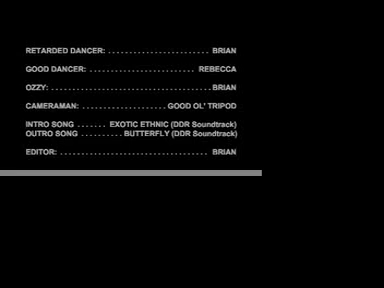 RETARDED DANCER: . . . . . . . . . . . . . . . . . . . . . . . . BRIAN
GOOD DANCER: . . . . . . . . . . . . . . . . . . . . . . . . . REBECCA
OZZY: . . . . . . . . . . . . . . . . . . . . . . . . . . . . . . . . . . . . . BRIAN
CAMERAMAN: . . . . . . . . . . . . . . . . . . . . GOOD OL' TRIPOD
INTRO SONG . . . . . . . EXOTIC ETHNIC (DDR Soundtrack)
OUTRO SONG . . . . . . . . . . BUTTERFLY (DDR Soundtrack)
EDITOR: . . . . . . . . . . . . . . . . . . . . . . . . . . . . . . . . . . . BRIAN